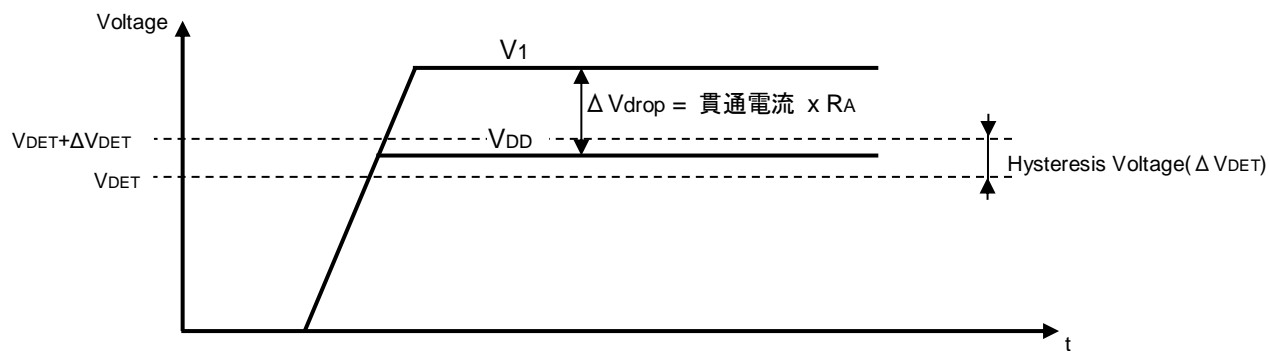 Voltage
V1
ΔVdrop = 貫通電流 x RA
VDET+ΔVDET
VDD
Hysteresis Voltage(ΔVDET)
VDET
t